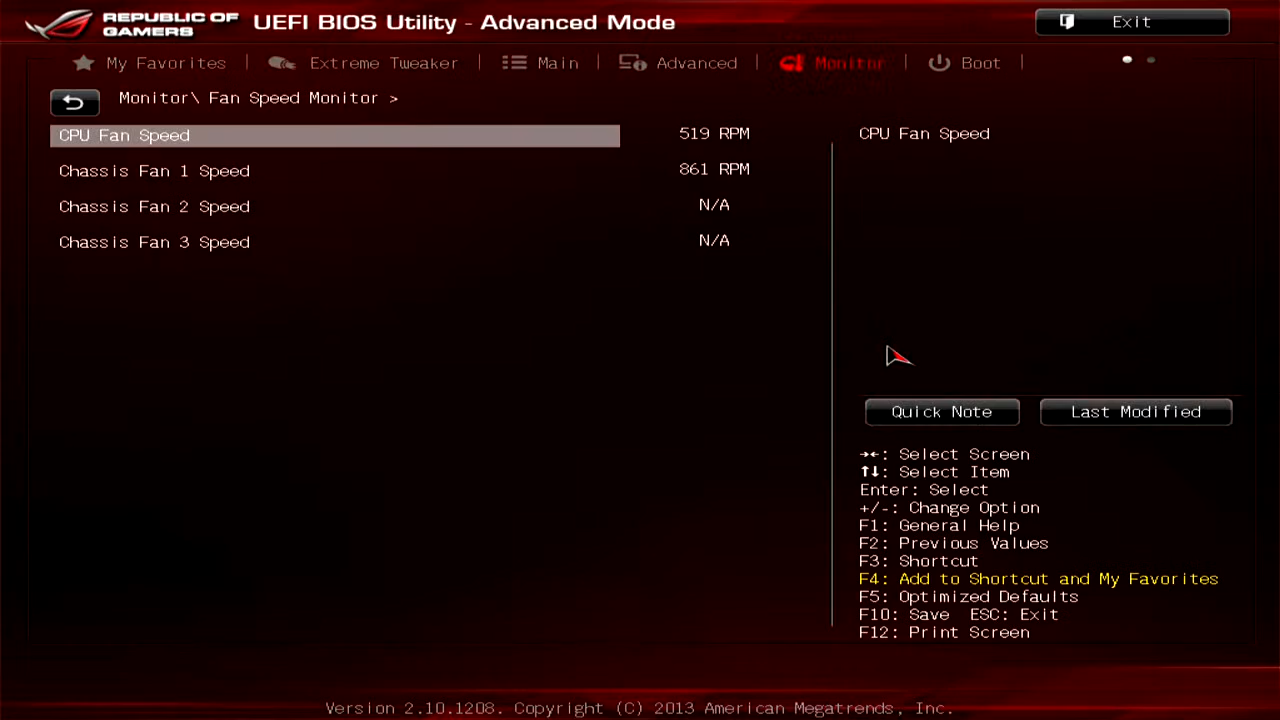 REPUBLIC OF GAMERS UEFI BIOS Utility - Advanced Mode Exit
My Favorites Extreme Tweaker Main Advanced Monitor Boot
Monitor\ Fan Speed Monitor >
CPU Fan Speed 519 RPM CPU Fan Speed
Chassis Fan 1 Speed 861 RPM
Chassis Fan 2 Speed N/A
Chassis Fan 3 Speed N/A
Quick Note Last Modified
→←: Select Screen
↑↓: Select Item
Enter: Select
+/-: Change Option
F1: General Help
F2: Previous Values
F3: Shortcut
F4: Add to Shortcut and My Favorites
F5: Optimized Defaults
F10: Save ESC: Exit
F12: Print Screen
Version 2.10.1208. Copyright (C) 2013 American Megatrends, Inc.